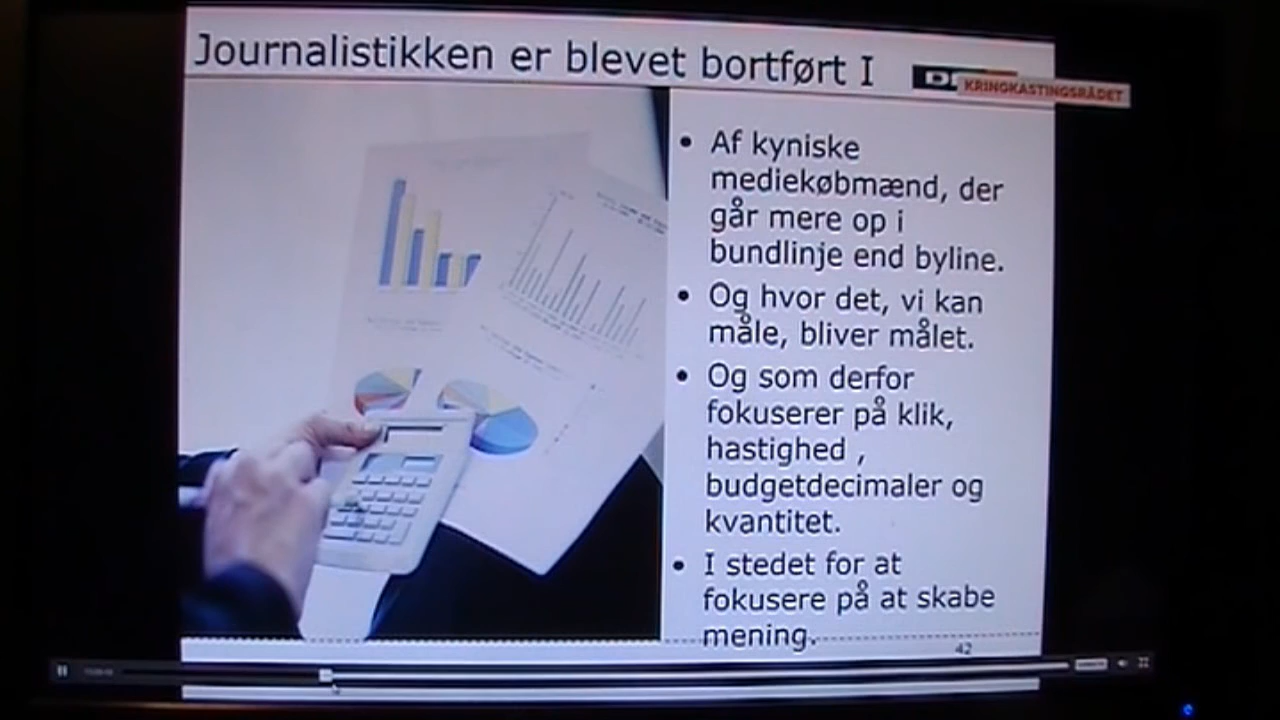 Journalistikken er blevet bortført I
KRINGKASTINGSRÅDET
• Af kyniske
mediekøbmænd, der
går mere op i
bundlinje end byline.
• Og hvor det, vi kan
måle, bliver målet.
• Og som derfor
fokuserer på klik,
hastighed ,
budgetdecimaler og
kvantitet.
• I stedet for at
fokusere på at skabe
mening.
42